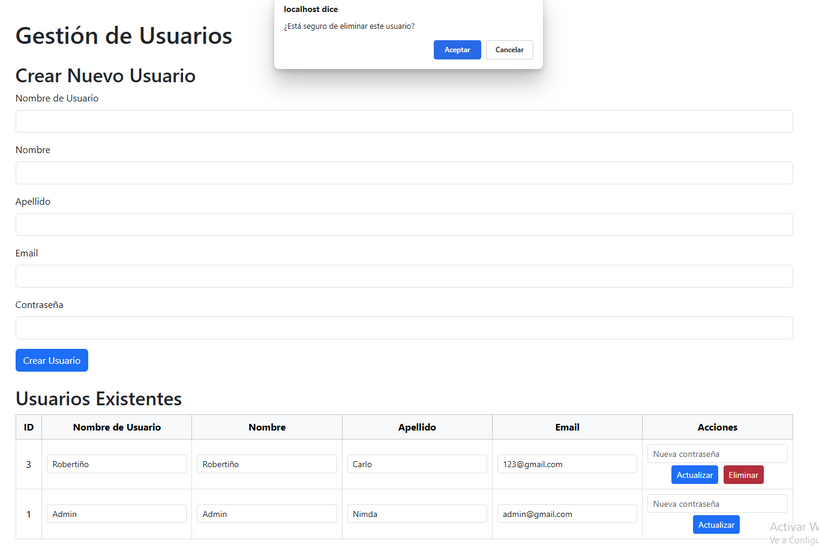 localhost dice
¿Está seguro de eliminar este usuario?
Aceptar Cancelar
Gestión de Usuarios
Crear Nuevo Usuario
Nombre de Usuario
Nombre
Apellido
Email
Contraseña
Crear Usuario
Usuarios Existentes
ID Nombre de Usuario Nombre Apellido Email Acciones
3 Robertiño Robertiño Carlo 123@gmail.com Nueva contraseña
Actualizar Eliminar
1 Admin Admin Nimda admin@gmail.com Nueva contraseña
Actualizar
Activar W
Ve a Configu